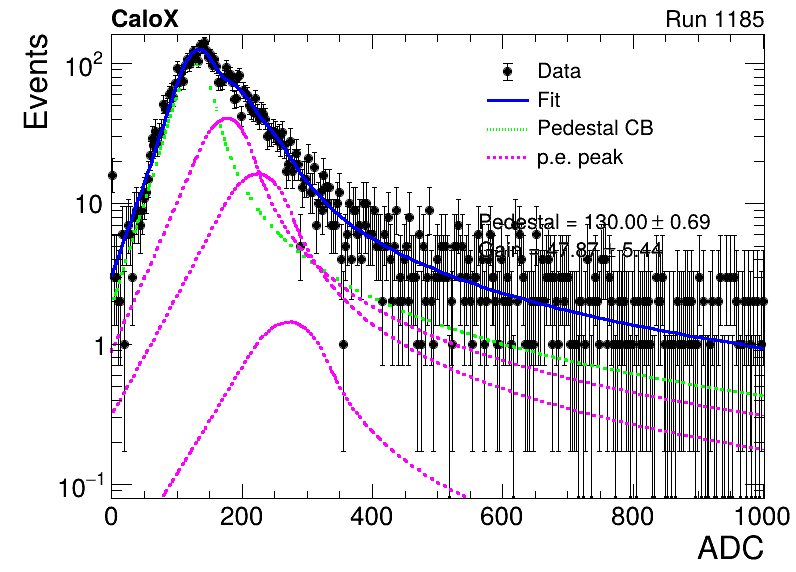 CaloX Run 1185
Events
Data
Fit
Pedestal CB
p.e. peak
Pedestal = 130.00 ± 0.69
Gain = 47.87 ± 5.44
10²
10
1
10⁻¹
0 200 400 600 800 1000
ADC